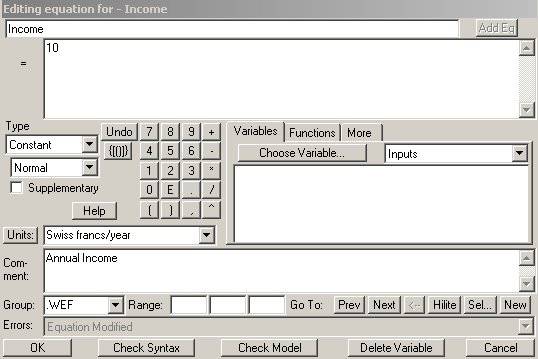 Editing equation for - Income
Income Add Eq
= 10
Type Undo 7 8 9 + Variables Functions More
Constant {[()]} 4 5 6 - Choose Variable... Inputs
Normal 1 2 3 *
Supplementary 0 E . /
Help ( ) , ^
Units: Swiss francs/year
Com-
ment: Annual Income
Group: .WEF Range: Go To: Prev Next <- Hilite Sel... New
Errors: Equation Modified
OK Check Syntax Check Model Delete Variable Cancel